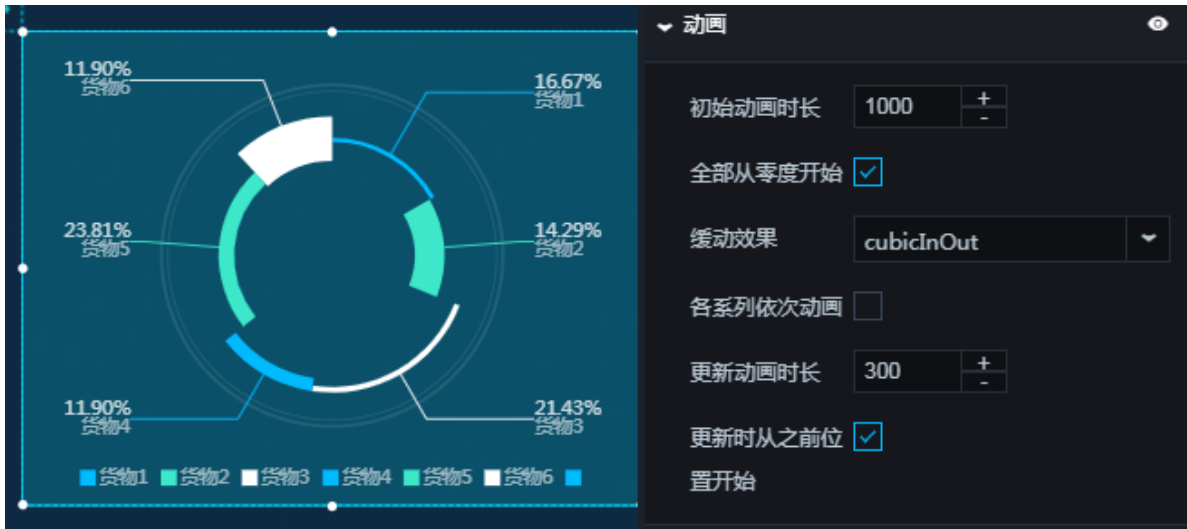 11.90%
货物6
16.67%
货物1
23.81%
货物5
14.29%
货物2
11.90%
货物4
21.43%
货物3
货物1 货物2 货物3 货物4 货物5 货物6
动画
初始动画时长 1000 + -
全部从零度开始
缓动效果 cubicInOut
各系列依次动画
更新动画时长 300 + -
更新时从之前位
置开始